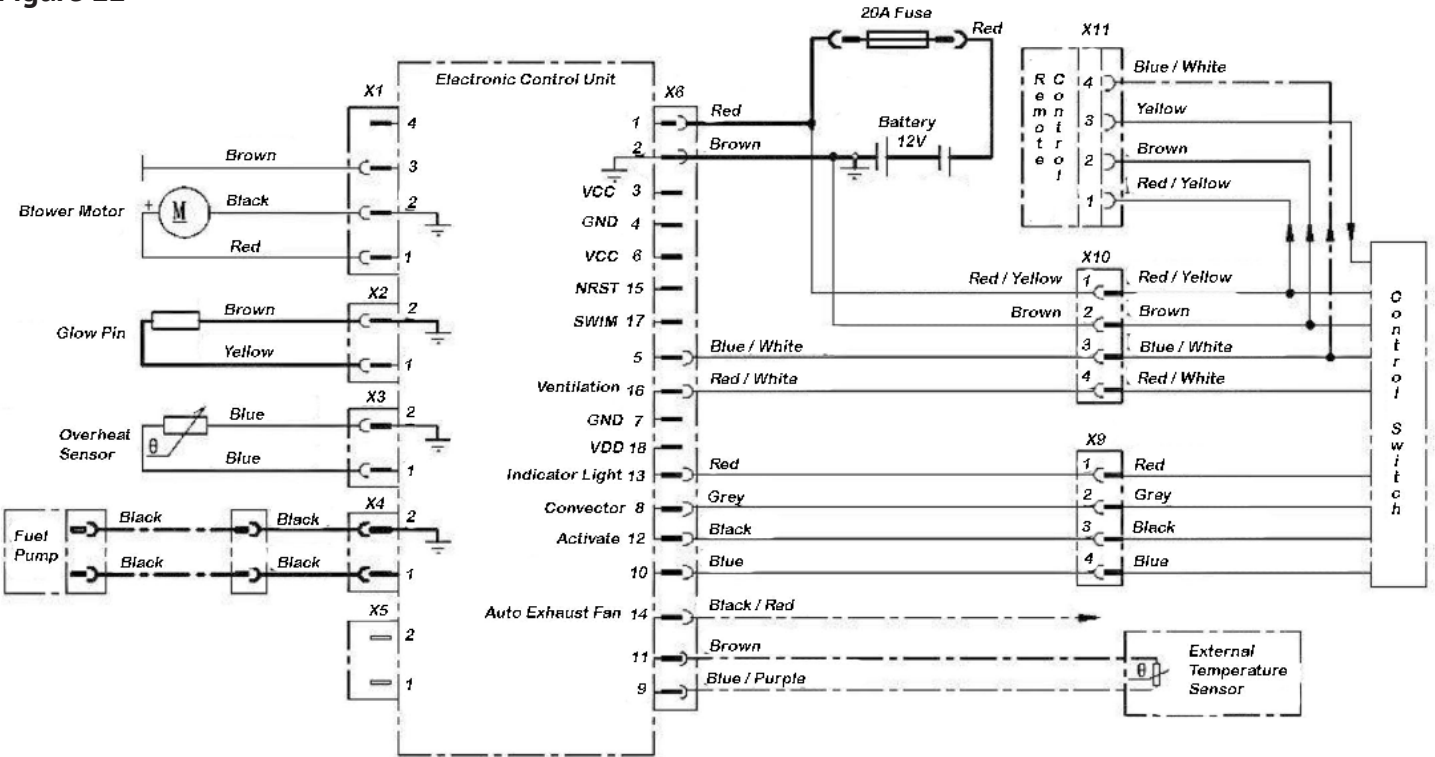 Figure 22
20A Fuse
Red
X11
Electronic Control Unit
X1
X6
Remote Control
4
Blue / White
4
1
Red
3
Yellow
Battery
12V
Brown
3
2
Brown
2
Brown
VCC 3
1
Red / Yellow
Blower Motor
+
M
Black
2
GND 4
Red
1
VCC 6
X10
X2
NRST 15
Red / Yellow
1
Red / Yellow
Glow Pin
Brown
2
SWIM 17
Brown
2
Brown
Yellow
1
5
Blue / White
3
Blue / White
Control Switch
X3
Ventilation 16
Red / White
4
Red / White
Overheat
Sensor
θ
Blue
2
GND 7
Blue
1
VDD 18
X9
Indicator Light 13
Red
1
Red
X4
Convector 8
Grey
2
Grey
Fuel
Pump
Black
Black
2
Activate 12
Black
3
Black
Black
Black
1
10
Blue
4
Blue
X5
Auto Exhaust Fan 14
Black / Red
2
11
Brown
External
Temperature
Sensor
θ
1
9
Blue / Purple